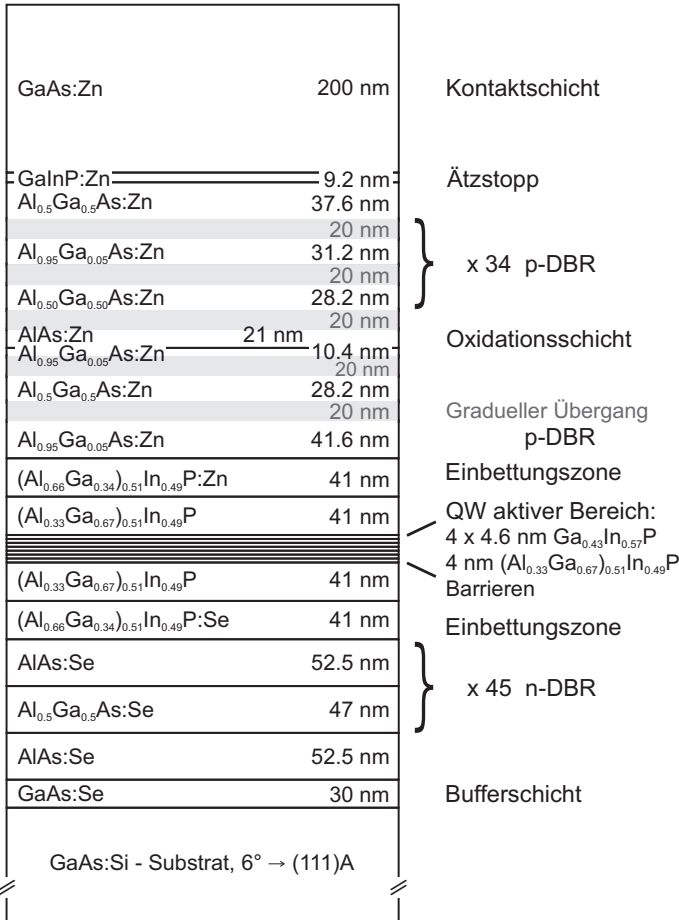 GaAs:Zn 200 nm Kontaktschicht
GaInP:Zn 9.2 nm Ätzstopp
Al0.5Ga0.5As:Zn 37.6 nm
20 nm
Al0.95Ga0.05As:Zn 31.2 nm
x 34 p-DBR
20 nm
Al0.50Ga0.50As:Zn 28.2 nm
20 nm
AlAs:Zn 21 nm Oxidationsschicht
Al0.95Ga0.05As:Zn 10.4 nm
20 nm
Al0.5Ga0.5As:Zn 28.2 nm
20 nm Gradueller Übergang
p-DBR
Al0.95Ga0.05As:Zn 41.6 nm
(Al0.66Ga0.34)0.51In0.49P:Zn 41 nm Einbettungszone
(Al0.33Ga0.67)0.51In0.49P 41 nm
QW aktiver Bereich:
4 x 4.6 nm Ga0.43In0.57P
4 nm (Al0.33Ga0.67)0.51In0.49P
Barrieren
(Al0.33Ga0.67)0.51In0.49P 41 nm
(Al0.66Ga0.34)0.51In0.49P:Se 41 nm Einbettungszone
AlAs:Se 52.5 nm
x 45 n-DBR
Al0.5Ga0.5As:Se 47 nm
AlAs:Se 52.5 nm
GaAs:Se 30 nm Bufferschicht
GaAs:Si - Substrat, 6° → (111)A